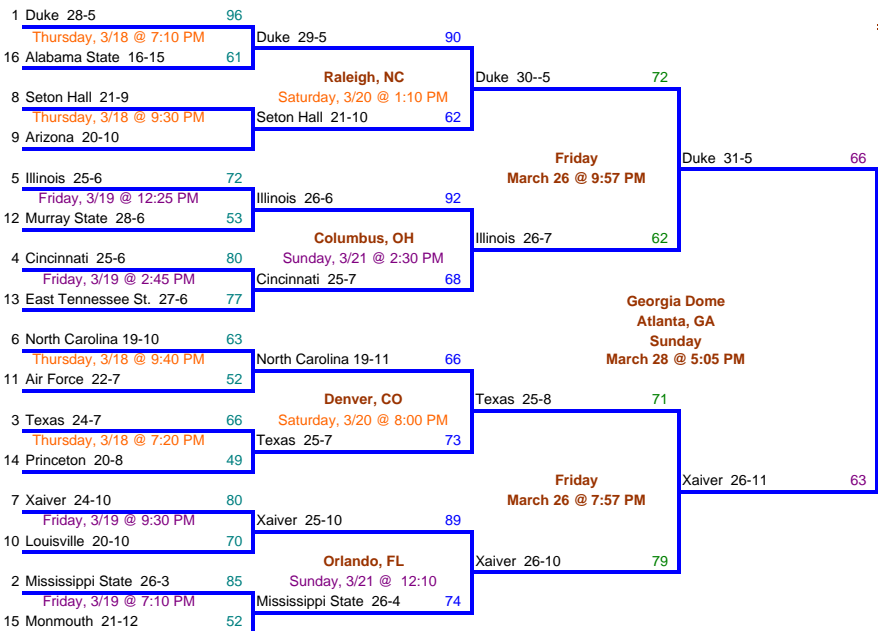 1 Duke 28-5 96
Thursday, 3/18 @ 7:10 PM
16 Alabama State 16-15 61
8 Seton Hall 21-9
Thursday, 3/18 @ 9:30 PM
9 Arizona 20-10
5 Illinois 25-6 72
Friday, 3/19 @ 12:25 PM
12 Murray State 28-6 53
4 Cincinnati 25-6 80
Friday, 3/19 @ 2:45 PM
13 East Tennessee St. 27-6 77
6 North Carolina 19-10 63
Thursday, 3/18 @ 9:40 PM
11 Air Force 22-7 52
3 Texas 24-7 66
Thursday, 3/18 @ 7:20 PM
14 Princeton 20-8 49
7 Xaiver 24-10 80
Friday, 3/19 @ 9:30 PM
10 Louisville 20-10 70
2 Mississippi State 26-3 85
Friday, 3/19 @ 7:10 PM
15 Monmouth 21-12 52
Duke 29-5 90
Raleigh, NC
Saturday, 3/20 @ 1:10 PM
Seton Hall 21-10 62
Illinois 26-6 92
Columbus, OH
Sunday, 3/21 @ 2:30 PM
Cincinnati 25-7 68
North Carolina 19-11 66
Denver, CO
Saturday, 3/20 @ 8:00 PM
Texas 25-7 73
Xaiver 25-10 89
Orlando, FL
Sunday, 3/21 @ 12:10
Mississippi State 26-4 74
Duke 30--5 72
Friday
March 26 @ 9:57 PM
Illinois 26-7 62
Texas 25-8 71
Friday
March 26 @ 7:57 PM
Xaiver 26-10 79
Duke 31-5 66
Georgia Dome
Atlanta, GA
Sunday
March 28 @ 5:05 PM
Xaiver 26-11 63